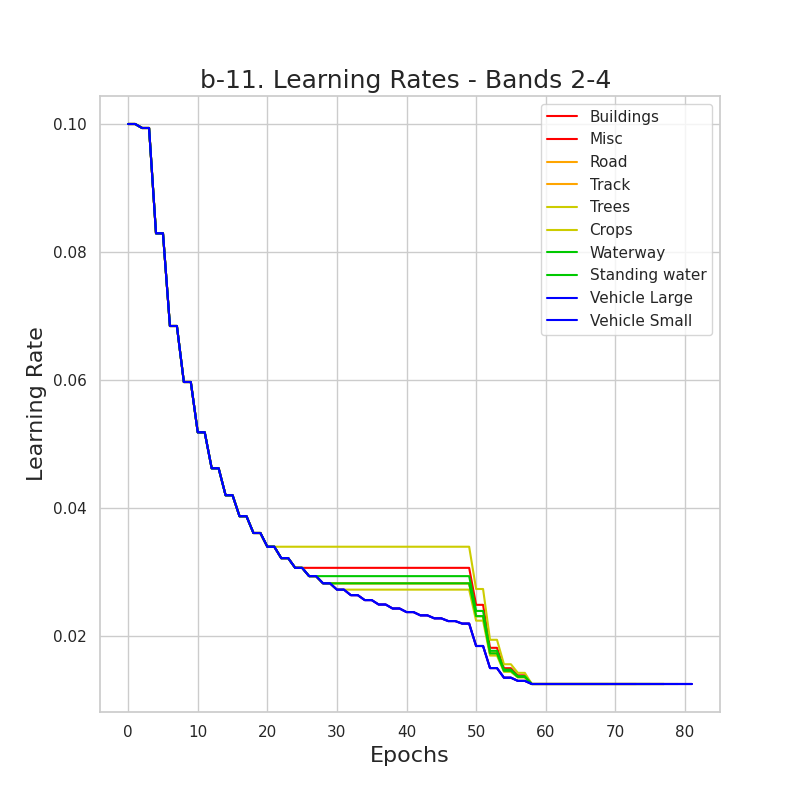 b-11. Learning Rates - Bands 2-4
Buildings
Misc
Road
Track
Trees
Crops
Waterway
Standing water
Vehicle Large
Vehicle Small
Learning Rate
0.10
0.08
0.06
0.04
0.02
0 10 20 30 40 50 60 70 80
Epochs